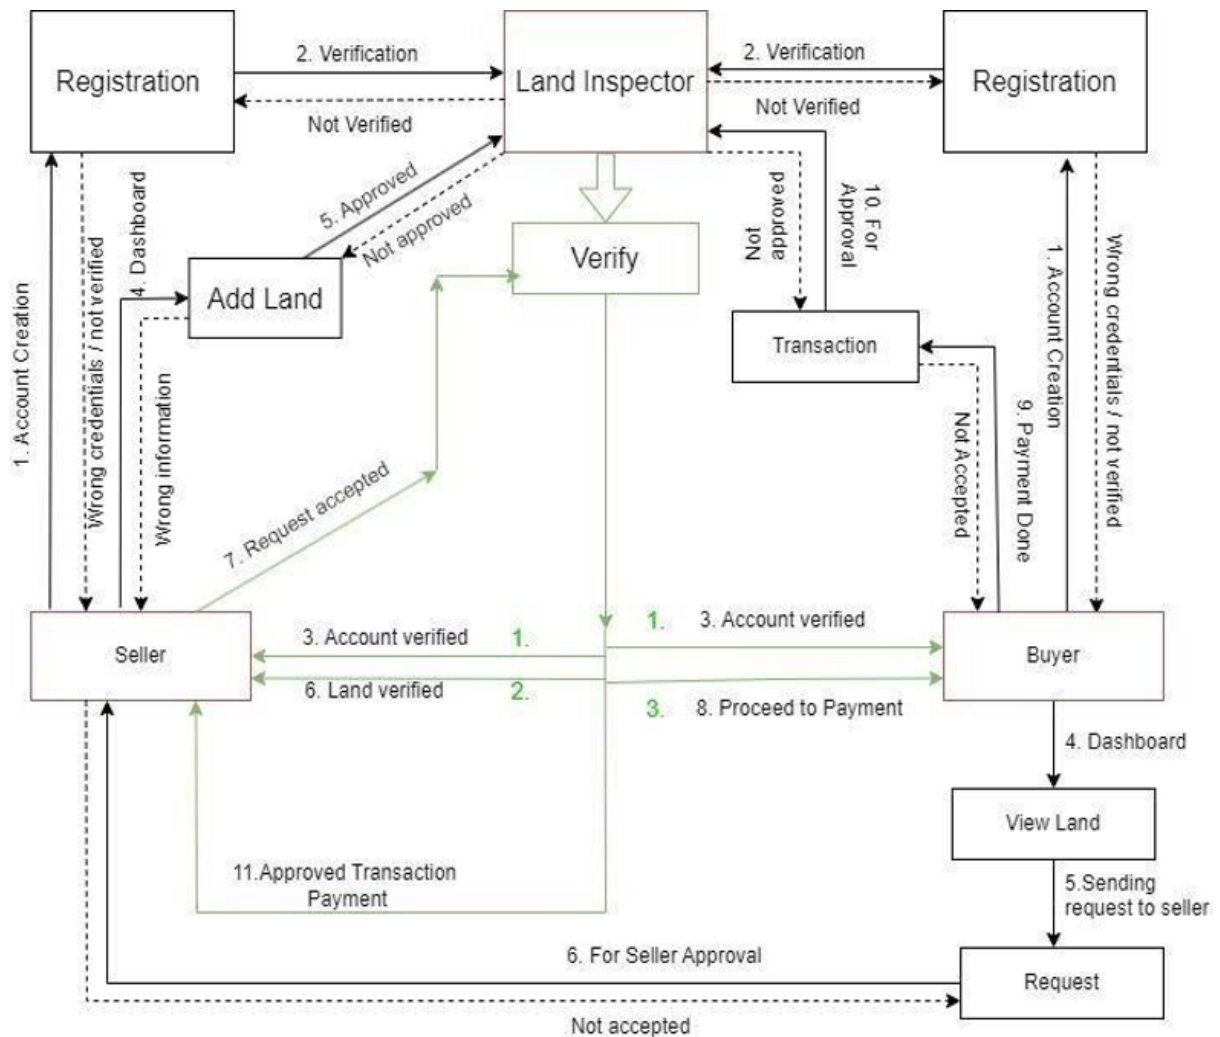 Registration
2. Verification
Not Verified
Land Inspector
2. Verification
Not Verified
Registration
1. Account Creation
Wrong credentials / not verified
4. Dashboard
Wrong information
Add Land
5. Approved
Not approved
Verify
Not
approved
10. For
Approval
Transaction
Not Accepted
9. Payment Done
1. Account Creation
Wrong credentials / not verified
7. Request accepted
Seller
3. Account verified
1.
1.
3. Account verified
6. Land verified
2.
3.
8. Proceed to Payment
Buyer
4. Dashboard
View Land
5.Sending
request to seller
11.Approved Transaction
Payment
6. For Seller Approval
Request
Not accepted